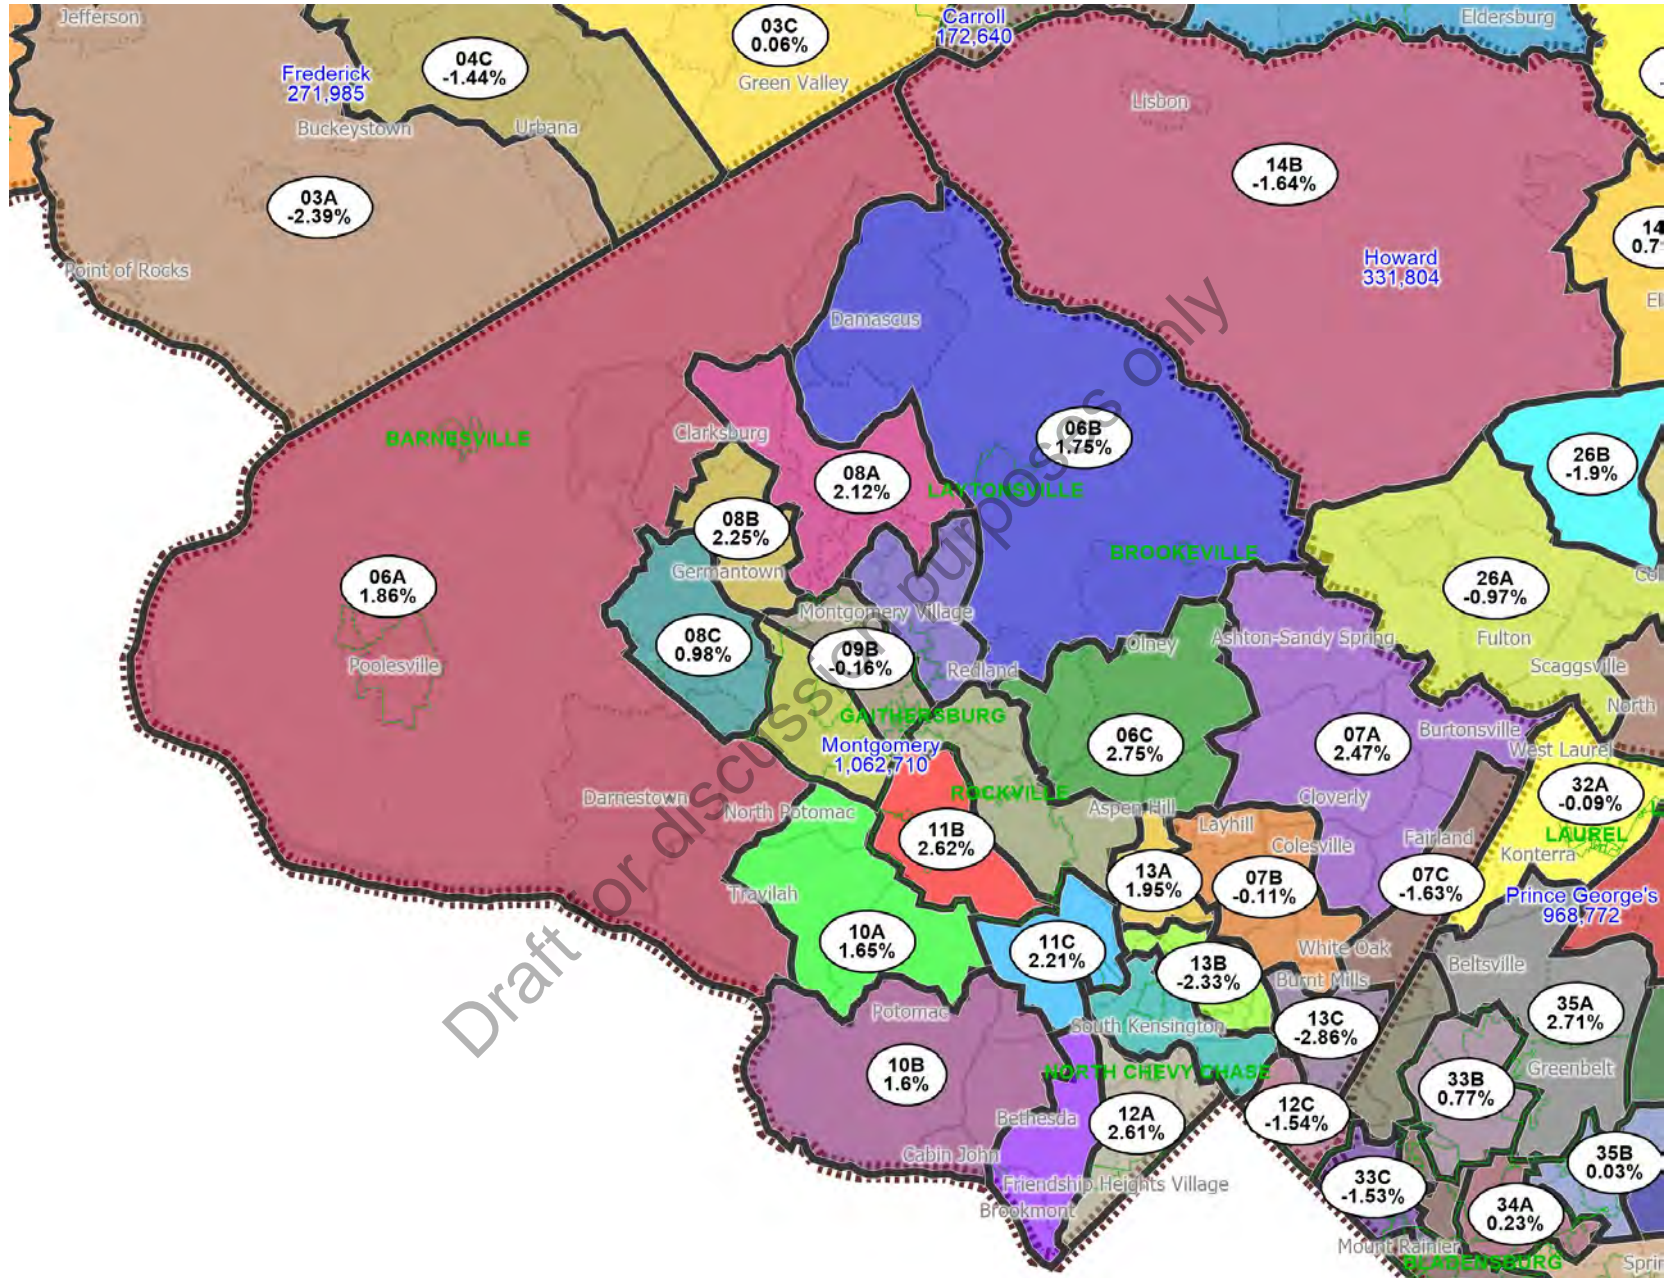 Jefferson
04C
-1.44%
03C
0.06%
Green Valley
Carroll
172,640
Eldersburg
Frederick
271,985
Buckeystown
Urbana
Lisbon
14B
-1.64%
03A
-2.39%
Point of Rocks
Howard
331,804
Damascus
BARNESVILLE
Clarksburg
06B
1.75%
08A
2.12%
LAYTONSVILLE
26B
-1.9%
08B
2.25%
BROOKEVILLE
Germantown
06A
1.86%
26A
-0.97%
Montgomery Village
Fulton
08C
0.98%
09B
-0.16%
Olney
Ashton-Sandy Spring
Poolesville
Redland
Scaggsville
North
GAITHERSBURG
Montgomery
1,062,710
06C
2.75%
07A
2.47%
Burtonsville
West Laurel
Darnestown
North Potomac
ROCKVILLE
Aspen Hill
Cloverly
32A
-0.09%
LAUREL
11B
2.62%
Layhill
Colesville
Fairland
Konterra
13A
1.95%
07B
-0.11%
07C
-1.63%
Travilah
Prince George's
968,772
10A
1.65%
11C
2.21%
White Oak
13B
-2.33%
Burnt Mills
Beltsville
Potomac
South Kensington
13C
-2.86%
35A
2.71%
10B
1.6%
NORTH CHEVY CHASE
33B
0.77%
Greenbelt
Bethesda
12A
2.61%
12C
-1.54%
Cabin John
35B
0.03%
Friendship Heights Village
33C
-1.53%
34A
0.23%
Brookmont
Mount Rainier
BLADENSBURG
Draft for discussion purposes only